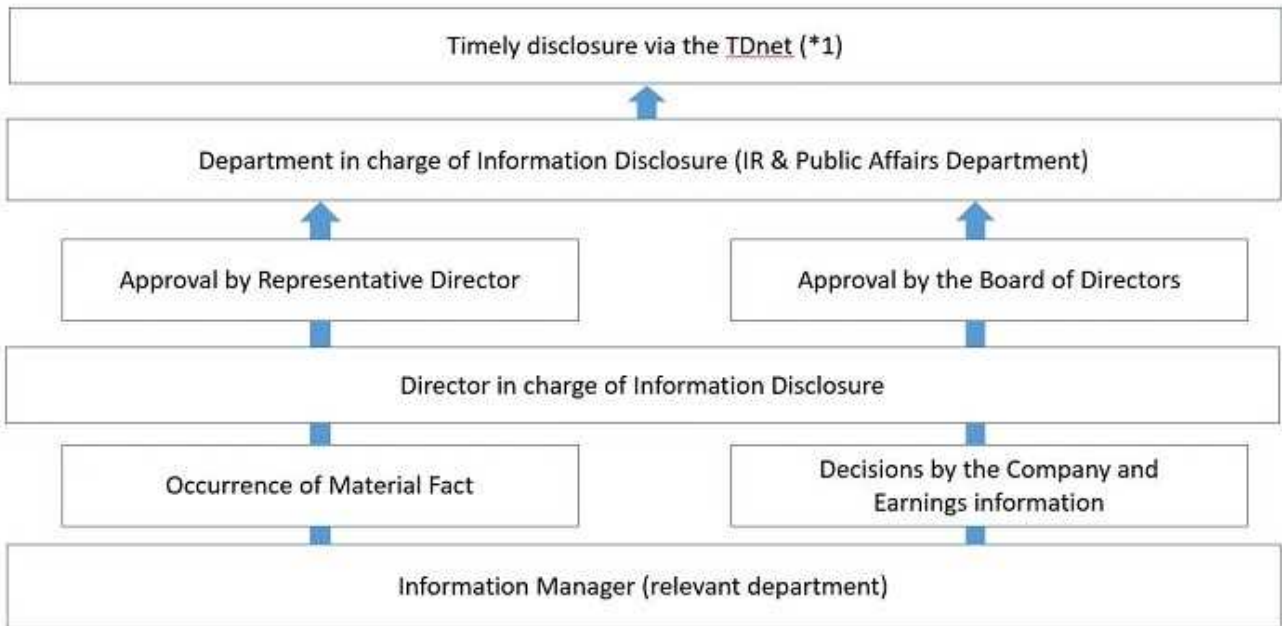 Timely disclosure via the TDnet (*1)
Department in charge of Information Disclosure (IR & Public Affairs Department)
Approval by Representative Director
Approval by the Board of Directors
Director in charge of Information Disclosure
Occurrence of Material Fact
Decisions by the Company and
Earnings information
Information Manager (relevant department)